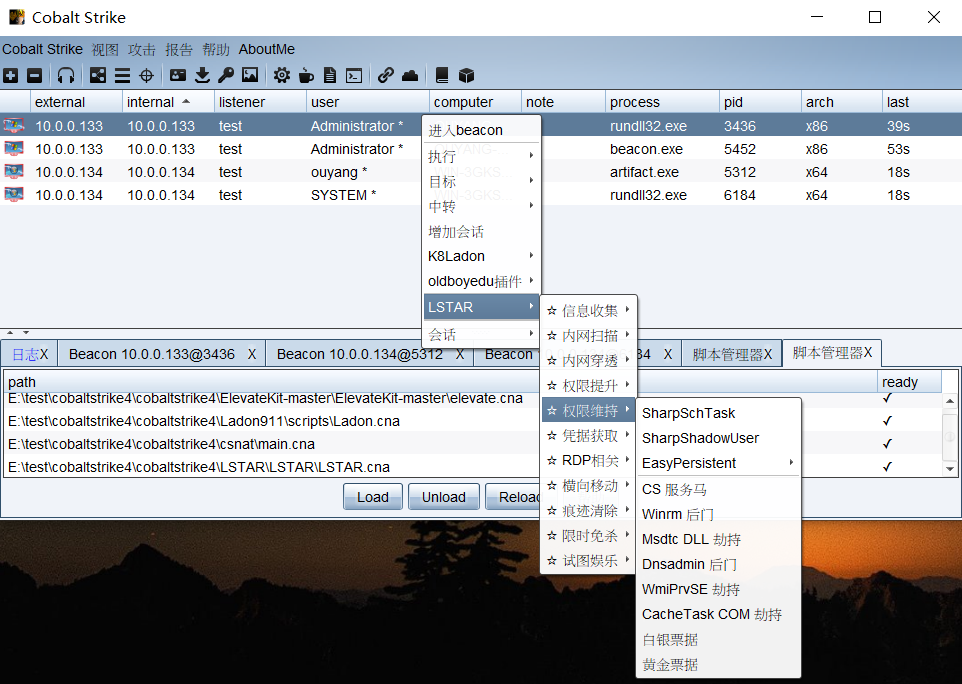 Cobalt Strike
Cobalt Strike 视图 攻击 报告 帮助 AboutMe
external internal listener user computer note process pid arch last
10.0.0.133 10.0.0.133 test Administrator * rundll32.exe 3436 x86 39s
10.0.0.133 10.0.0.133 test Administrator * beacon.exe 5452 x86 53s
10.0.0.134 10.0.0.134 test ouyang * artifact.exe 5312 x64 18s
10.0.0.134 10.0.0.134 test SYSTEM * rundll32.exe 6184 x64 18s
进入beacon
执行
目标
中转
增加会话
K8Ladon
oldboyedu插件
LSTAR
会话
☆ 信息收集
☆ 内网扫描
☆ 内网穿透
☆ 权限提升
☆ 权限维持
☆ 凭据获取
☆ RDP相关
☆ 横向移动
☆ 痕迹清除
☆ 限时免杀
☆ 试图娱乐
SharpSchTask
SharpShadowUser
EasyPersistent
CS 服务马
Winrm 后门
Msdtc DLL 劫持
Dnsadmin 后门
WmiPrvSE 劫持
CacheTask COM 劫持
白银票据
黄金票据
日志X Beacon 10.0.0.133@3436 X Beacon 10.0.0.134@5312 X Beacon 34 X 脚本管理器X 脚本管理器X
path ready
E:\test\cobaltstrike4\cobaltstrike4\ElevateKit-master\ElevateKit-master\elevate.cna ✓
E:\test\cobaltstrike4\cobaltstrike4\Ladon911\scripts\Ladon.cna ✓
E:\test\cobaltstrike4\cobaltstrike4\csnat\main.cna ✓
E:\test\cobaltstrike4\cobaltstrike4\LSTAR\LSTAR\LSTAR.cna ✓
Load Unload Reload